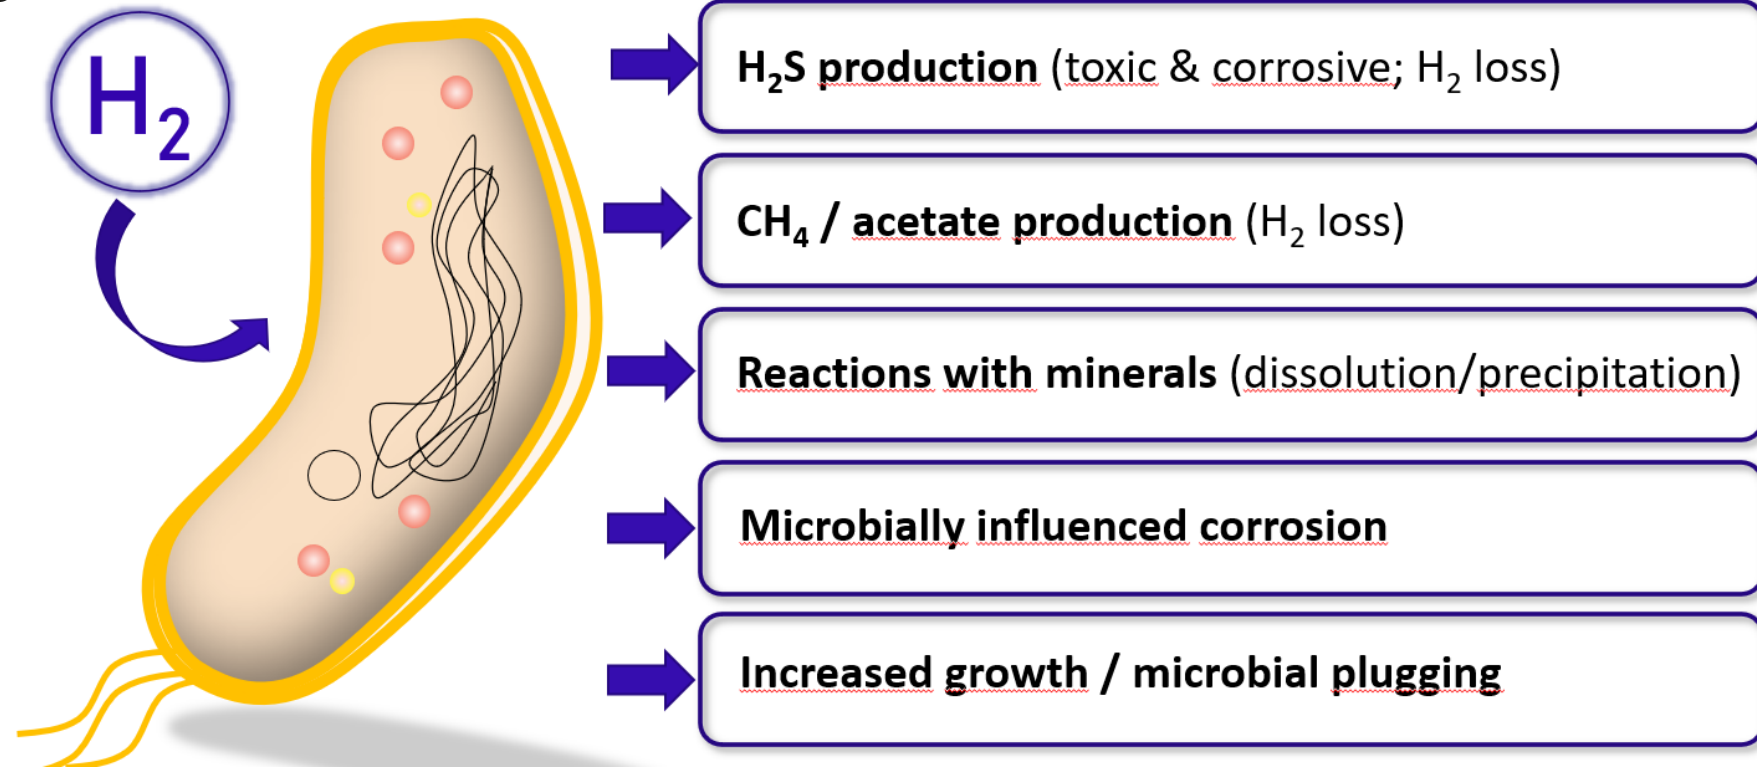 H₂
H₂S production (toxic & corrosive; H₂ loss)
CH₄ / acetate production (H₂ loss)
Reactions with minerals (dissolution/precipitation)
Microbially influenced corrosion
Increased growth / microbial plugging